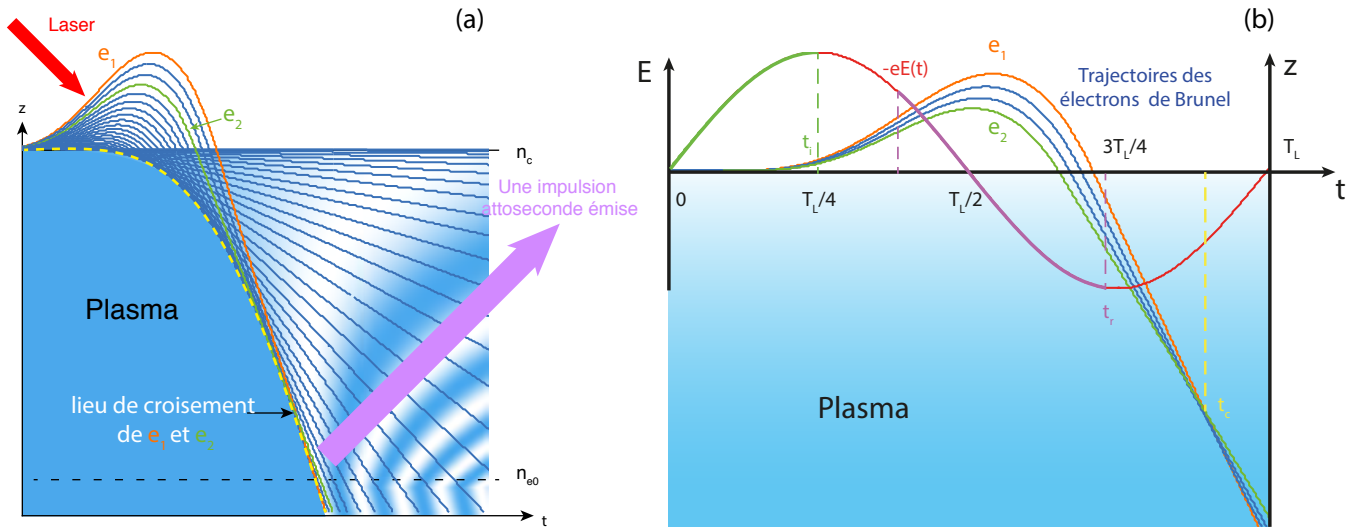 (a)
Laser
e1
e2
z
nc
Une impulsion
attoseconde émise
Plasma
lieu de croisement
de e1 et e2
ne0
t
(b)
E
-eE(t)
e1
z
Trajectoires des
électrons de Brunel
e2
ti
3TL/4
TL
0
TL/4
TL/2
t
tr
tc
Plasma